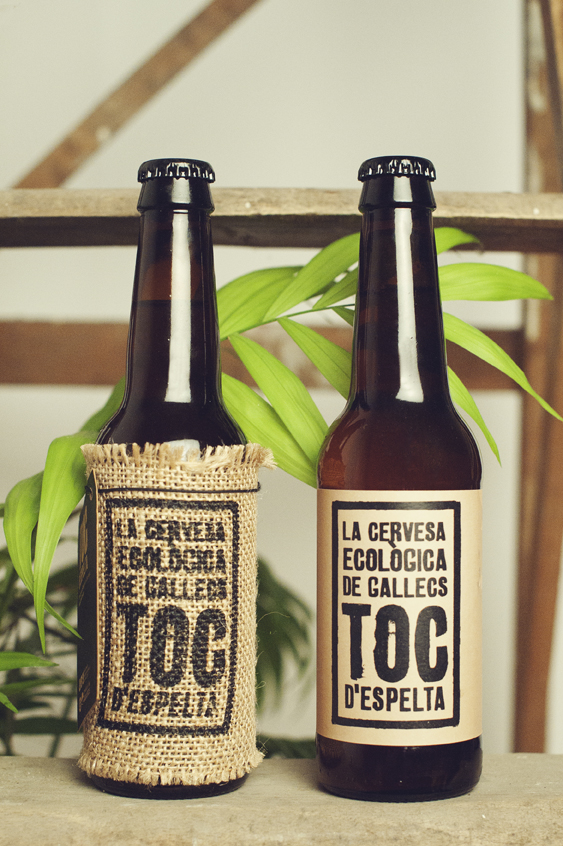 LA CERVESA
ECOLÒGICA
DE GALLECS
TOC
D'ESPELTA
LA CERVESA
ECOLÒGICA
DE GALLECS
TOC
D'ESPELTA